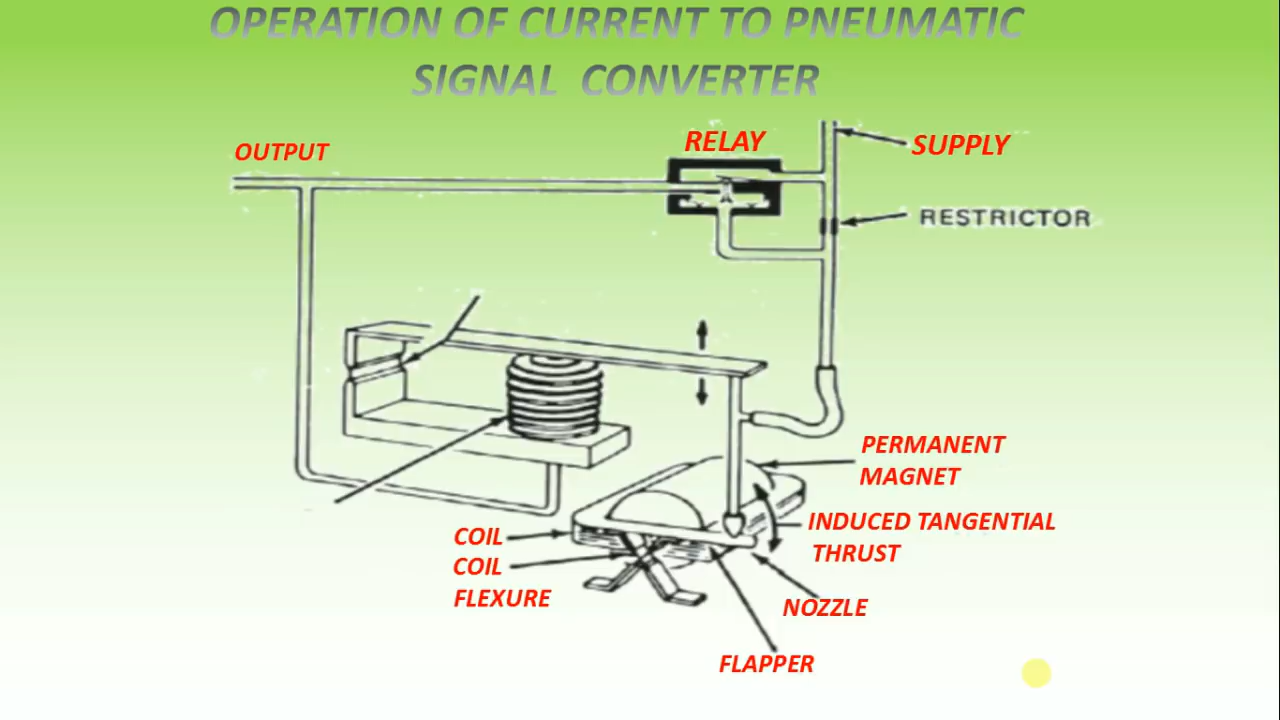 OPERATION OF CURRENT TO PNEUMATIC
SIGNAL CONVERTER
OUTPUT
RELAY
SUPPLY
RESTRICTOR
PERMANENT
MAGNET
INDUCED TANGENTIAL
THRUST
COIL
COIL
FLEXURE
NOZZLE
FLAPPER